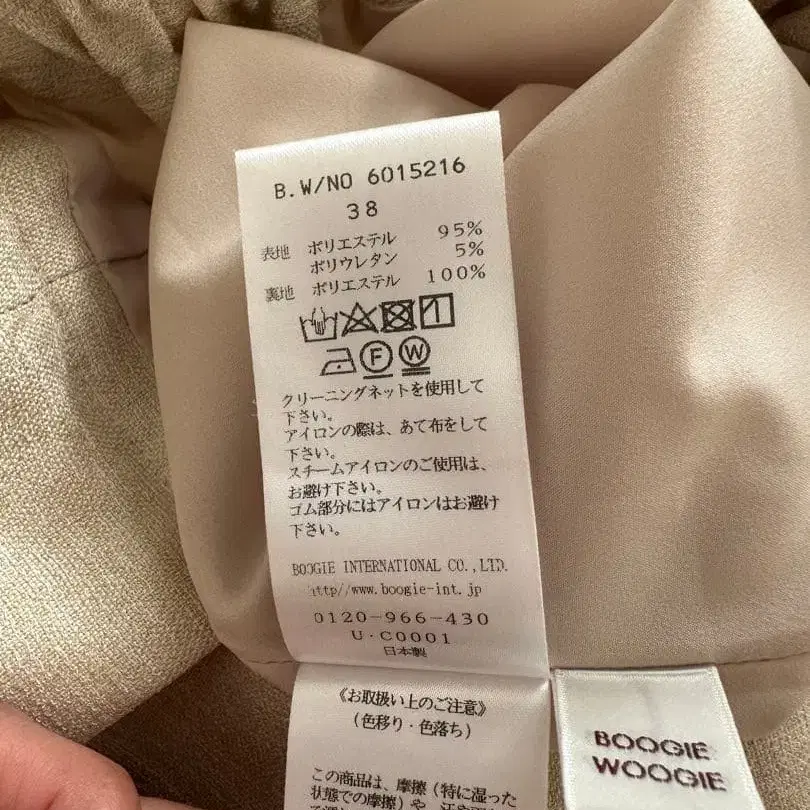 B.W/NO 6015216
38
表地 ポリエステル 95%
ポリウレタン 5%
裏地 ポリエステル 100%
F W
クリーニングネットを使用して
下さい。
アイロンの際は、あて布をして
下さい。
スチームアイロンのご使用は、
お避け下さい。
ゴム部分にはアイロンはお避け
下さい。
BOOGIE INTERNATIONAL CO.,LTD.
http//www.boogie-int.jp
0120-966-430
U・C0001
日本製
《お取扱い上のご注意》
(色移り・色落ち)
この商品は、摩擦(特に湿った
状態での摩擦)や
BOOGIE
WOOGIE